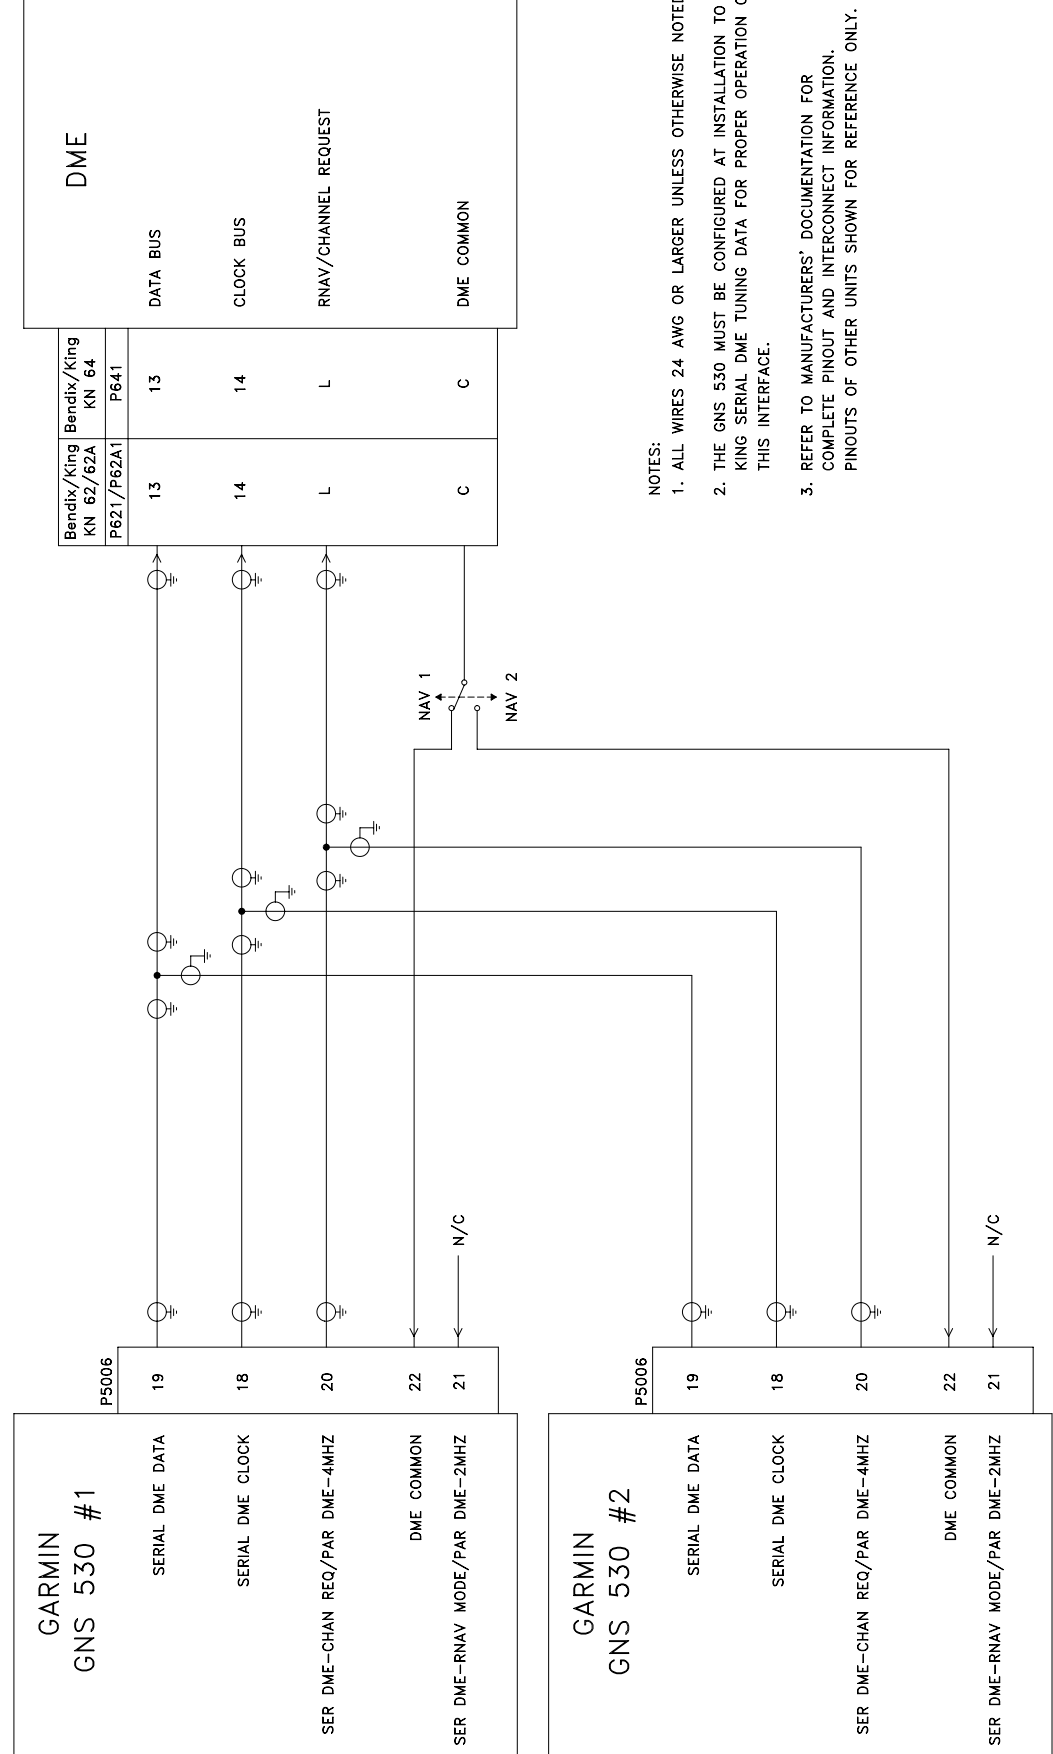 GARMIN
GNS 530 #1
P5006
SERIAL DME DATA 19
SERIAL DME CLOCK 18
SER DME-CHAN REQ/PAR DME-4MHZ 20
DME COMMON 22
SER DME-RNAV MODE/PAR DME-2MHZ 21
N/C
GARMIN
GNS 530 #2
P5006
SERIAL DME DATA 19
SERIAL DME CLOCK 18
SER DME-CHAN REQ/PAR DME-4MHZ 20
DME COMMON 22
SER DME-RNAV MODE/PAR DME-2MHZ 21
N/C
NAV 1
NAV 2
Bendix/King
KN 62/62A
P621/P62A1
Bendix/King
KN 64
P641
DME
13 13 DATA BUS
14 14 CLOCK BUS
L L RNAV/CHANNEL REQUEST
C C DME COMMON
NOTES:
1. ALL WIRES 24 AWG OR LARGER UNLESS OTHERWISE NOTED
2. THE GNS 530 MUST BE CONFIGURED AT INSTALLATION TO
KING SERIAL DME TUNING DATA FOR PROPER OPERATION
THIS INTERFACE.
3. REFER TO MANUFACTURERS' DOCUMENTATION FOR
COMPLETE PINOUT AND INTERCONNECT INFORMATION.
PINOUTS OF OTHER UNITS SHOWN FOR REFERENCE ONLY.